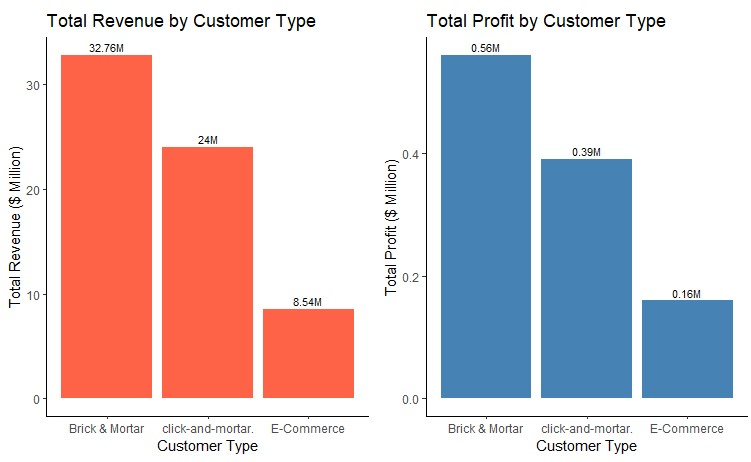 Total Revenue by Customer Type
32.76M
24M
8.54M
30
20
10
0
Total Revenue ($ Million)
Brick & Mortar
click-and-mortar.
E-Commerce
Customer Type
Total Profit by Customer Type
0.56M
0.39M
0.16M
0.4
0.2
0.0
Total Profit ($ Million)
Brick & Mortar
click-and-mortar.
E-Commerce
Customer Type